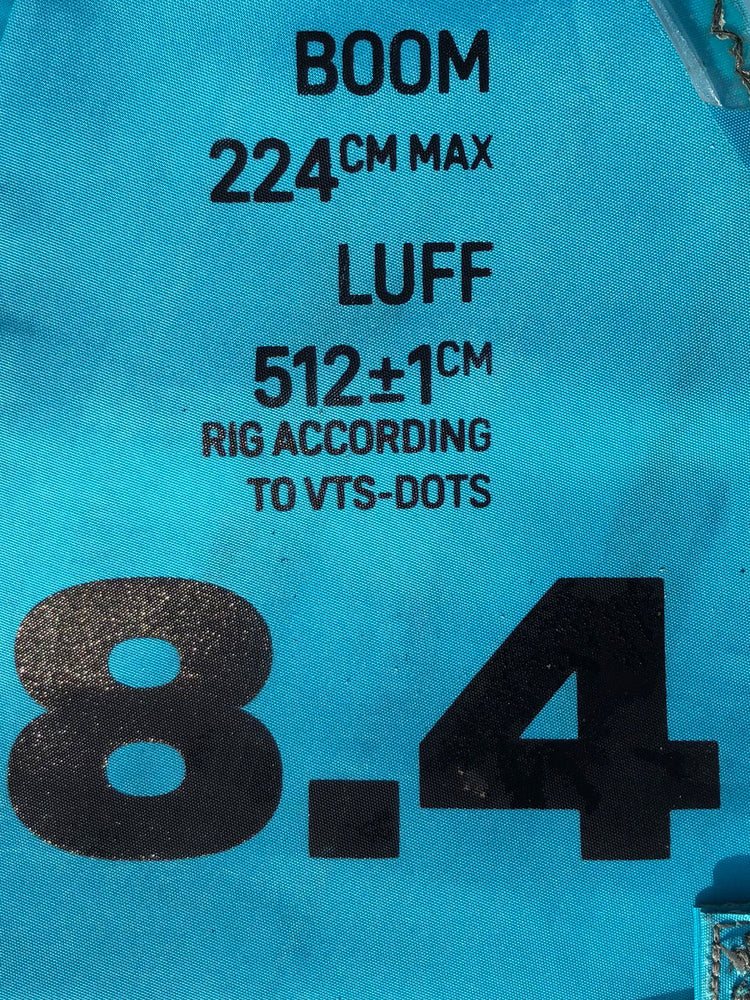 BOOM
224CM MAX
LUFF
512±1CM
RIG ACCORDING
TO VTS-DOTS
8.4